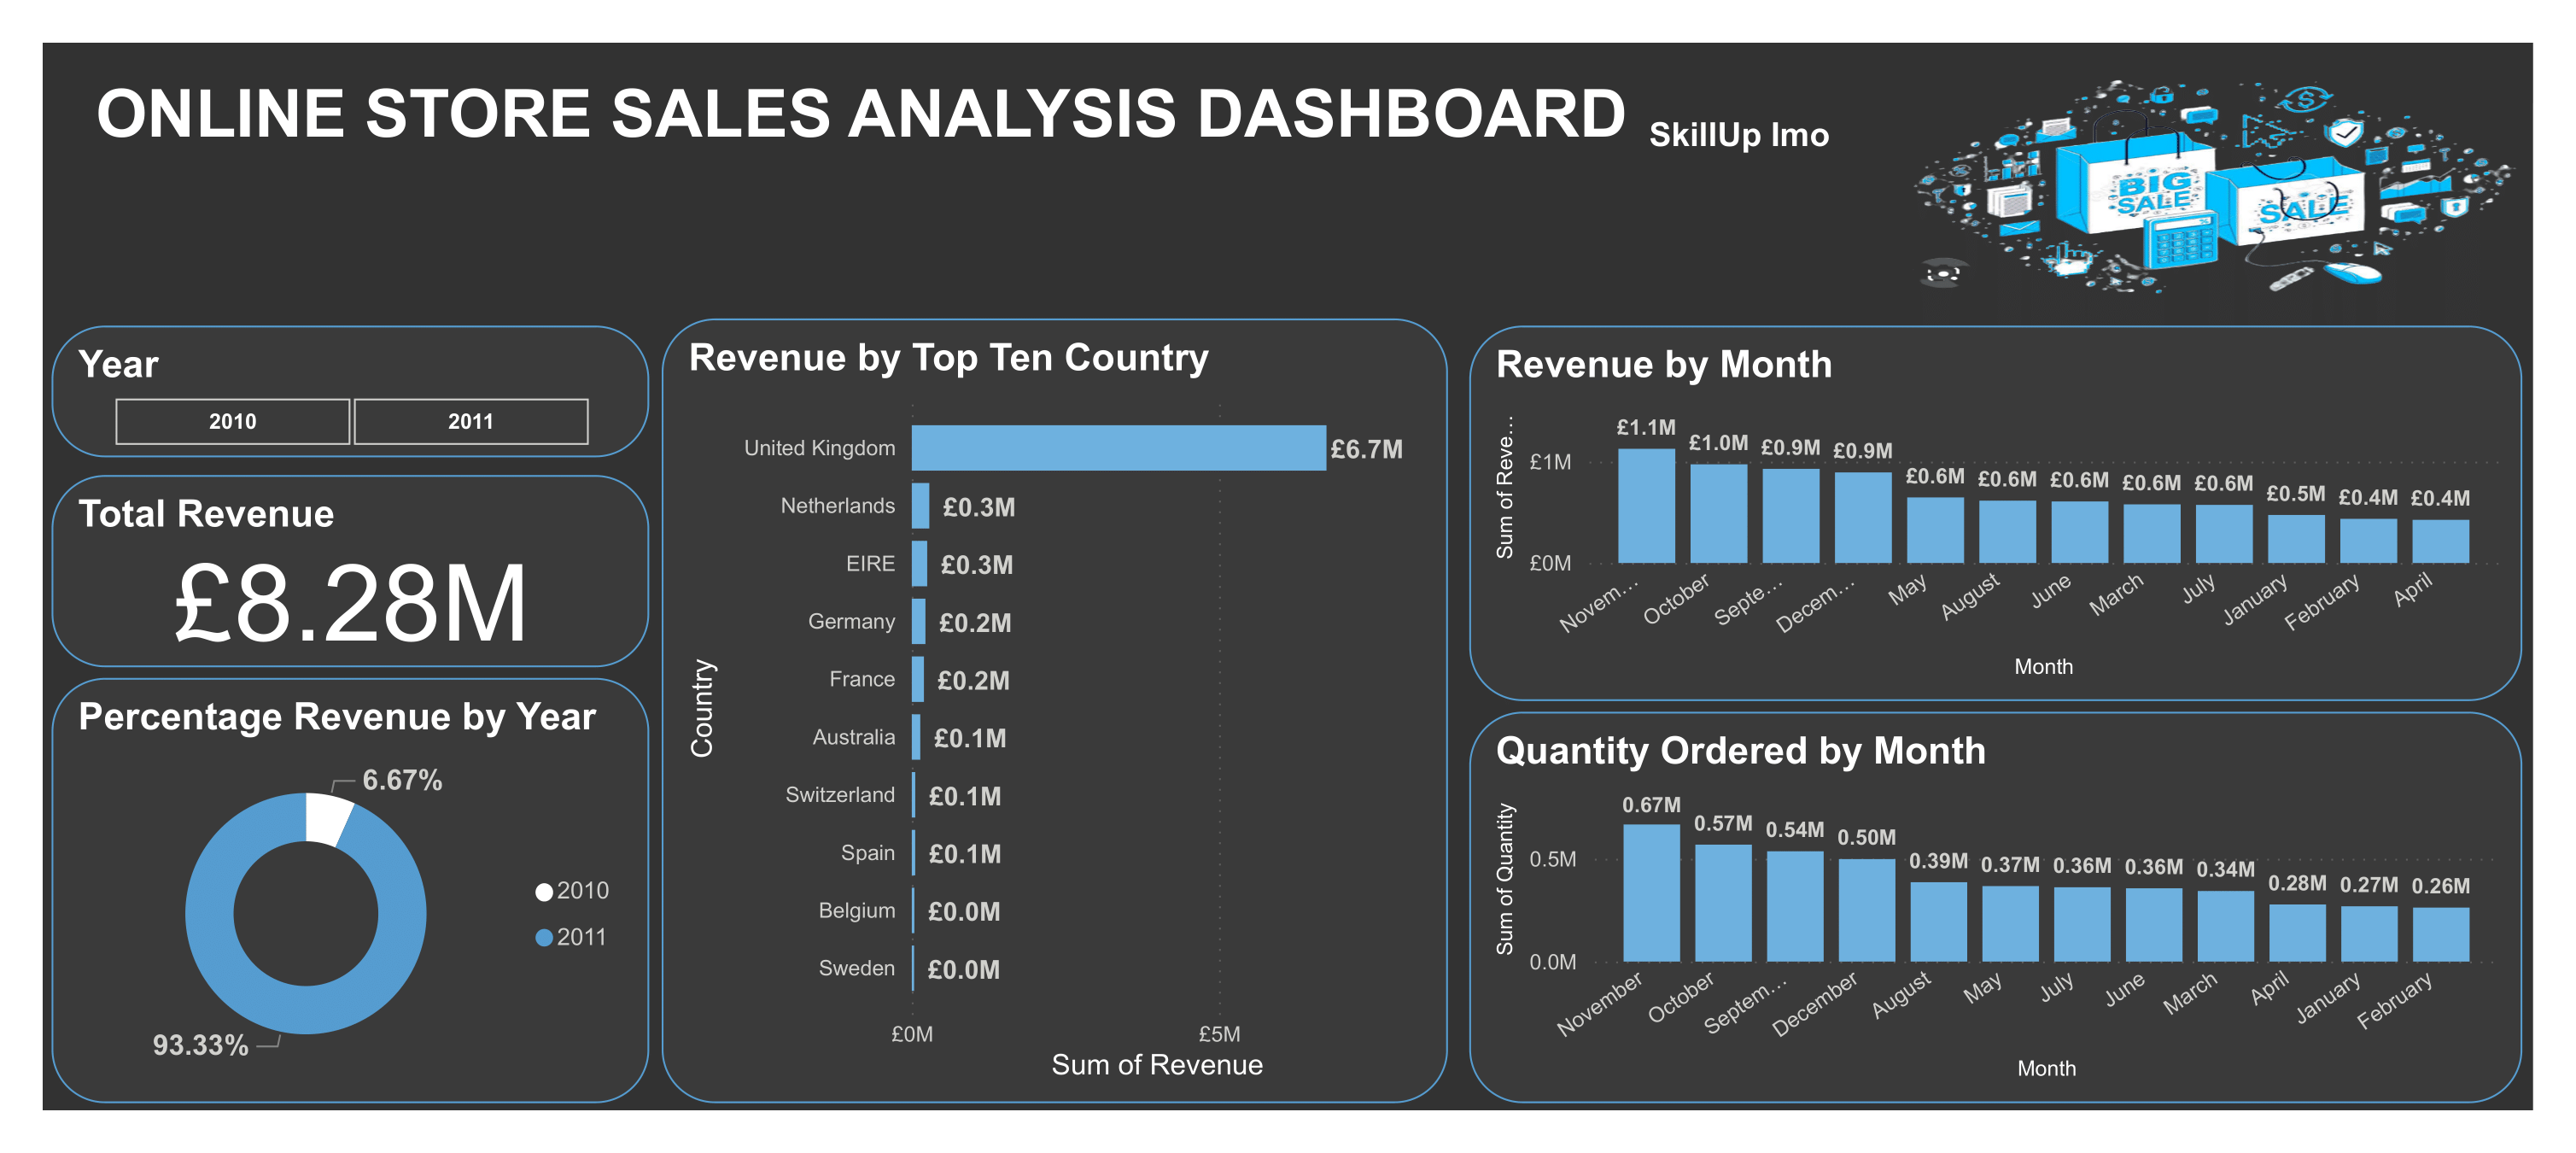 ONLINE STORE SALES ANALYSIS DASHBOARD SkillUp Imo
BIG
SALE
SALE
Year
2010 2011
Total Revenue
£8.28M
Percentage Revenue by Year
6.67%
2010
2011
93.33%
Revenue by Top Ten Country
Country
United Kingdom £6.7M
Netherlands £0.3M
EIRE £0.3M
Germany £0.2M
France £0.2M
Australia £0.1M
Switzerland £0.1M
Spain £0.1M
Belgium £0.0M
Sweden £0.0M
£0M £5M
Sum of Revenue
Revenue by Month
Sum of Reve...
£1M
£0M
£1.1M £1.0M £0.9M £0.9M £0.6M £0.6M £0.6M £0.6M £0.6M £0.5M £0.4M £0.4M
Novem... October Septe... Decem... May August June March July January February April
Month
Quantity Ordered by Month
Sum of Quantity
0.5M
0.0M
0.67M 0.57M 0.54M 0.50M 0.39M 0.37M 0.36M 0.36M 0.34M 0.28M 0.27M 0.26M
November October Septem... December August May July June March April January February
Month